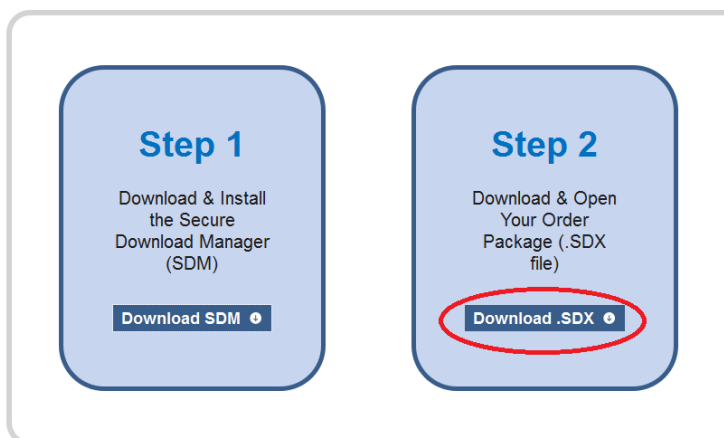 Step 1
Download & Install
the Secure
Download Manager
(SDM)
Download SDM
Step 2
Download & Open
Your Order
Package (.SDX
file)
Download .SDX